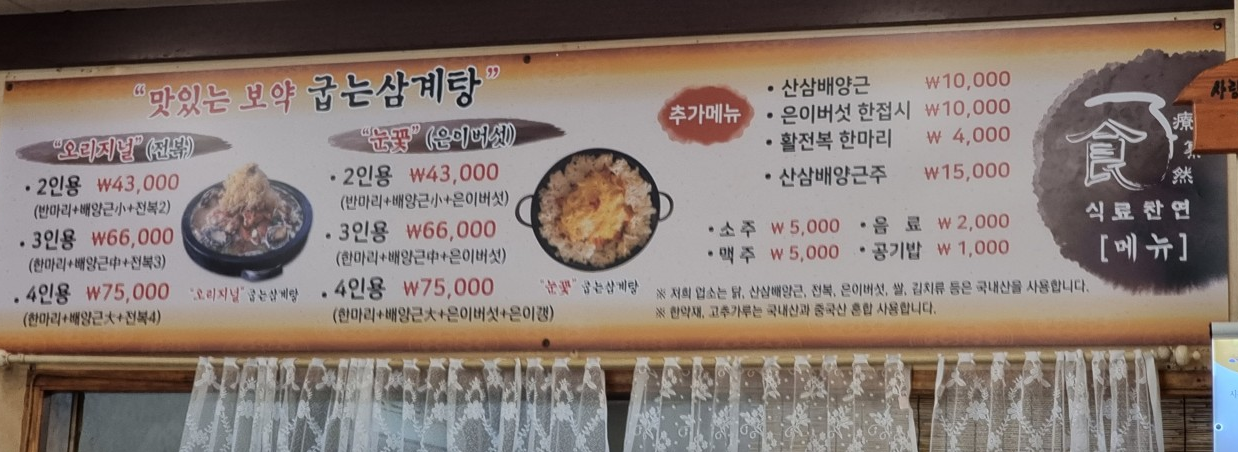 “맛있는 보약 굽는삼계탕”
“오리지널” (전복)
• 2인용 ₩43,000
(반마리+배양근小+전복2)
• 3인용 ₩66,000
(한마리+배양근中+전복3)
• 4인용 ₩75,000
(한마리+배양근大+전복4)
“오리지널” 굽는삼계탕
“눈꽃” (은이버섯)
• 2인용 ₩43,000
(반마리+배양근小+은이버섯)
• 3인용 ₩66,000
(한마리+배양근中+은이버섯)
• 4인용 ₩75,000
(한마리+배양근大+은이버섯+은이갱)
“눈꽃” 굽는삼계탕
추가메뉴
• 산삼배양근 ₩10,000
• 은이버섯 한접시 ₩10,000
• 활전복 한마리 ₩ 4,000
• 산삼배양근주 ₩15,000
• 소 주 ₩ 5,000 • 음 료 ₩ 2,000
• 맥 주 ₩ 5,000 • 공기밥 ₩ 1,000
※ 저희 업소는 닭, 산삼배양근, 전복, 은이버섯, 쌀, 김치류 등은 국내산을 사용합니다.
※ 한약재, 고추가루는 국내산과 중국산 혼합 사용합니다.
食
療
然
식료찬연
[메뉴]
사람